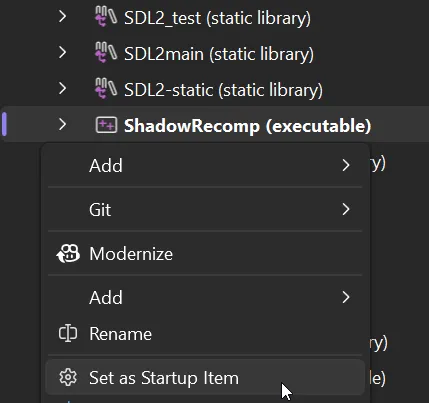 SDL2_test (static library)
SDL2main (static library)
SDL2-static (static library)
ShadowRecomp (executable)
Add
Git
Modernize
Add
Rename
Set as Startup Item